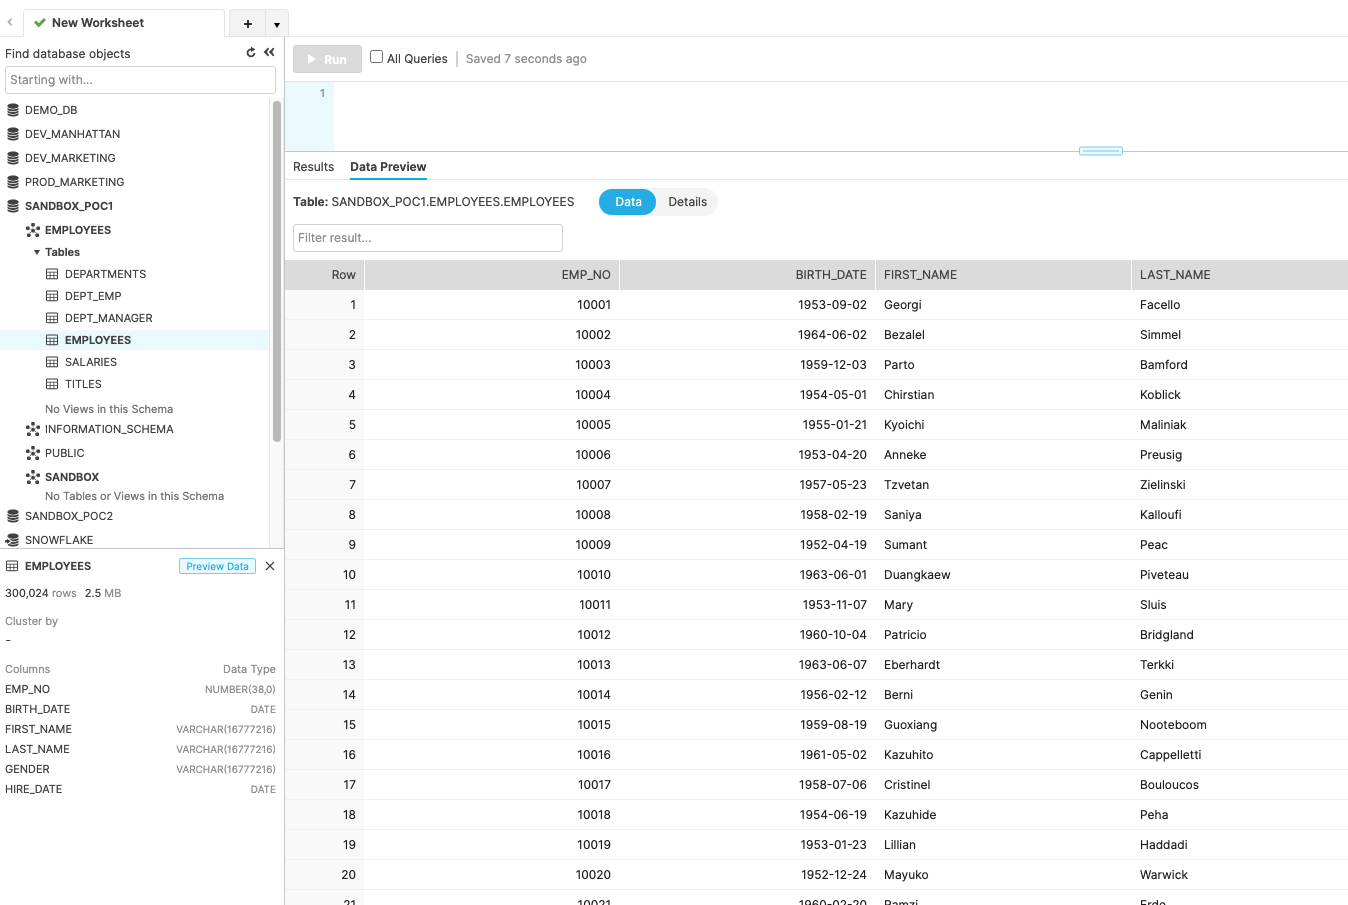 New Worksheet
+
Find database objects
Starting with...
DEMO_DB
DEV_MANHATTAN
DEV_MARKETING
PROD_MARKETING
SANDBOX_POC1
EMPLOYEES
Tables
DEPARTMENTS
DEPT_EMP
DEPT_MANAGER
EMPLOYEES
SALARIES
TITLES
No Views in this Schema
INFORMATION_SCHEMA
PUBLIC
SANDBOX
No Tables or Views in this Schema
SANDBOX_POC2
SNOWFLAKE
EMPLOYEES Preview Data
300,024 rows 2.5 MB
Cluster by
-
Columns Data Type
EMP_NO NUMBER(38,0)
BIRTH_DATE DATE
FIRST_NAME VARCHAR(16777216)
LAST_NAME VARCHAR(16777216)
GENDER VARCHAR(16777216)
HIRE_DATE DATE
Run All Queries Saved 7 seconds ago
1
Results Data Preview
Table: SANDBOX_POC1.EMPLOYEES.EMPLOYEES Data Details
Filter result...
Row EMP_NO BIRTH_DATE FIRST_NAME LAST_NAME
1 10001 1953-09-02 Georgi Facello
2 10002 1964-06-02 Bezalel Simmel
3 10003 1959-12-03 Parto Bamford
4 10004 1954-05-01 Chirstian Koblick
5 10005 1955-01-21 Kyoichi Maliniak
6 10006 1953-04-20 Anneke Preusig
7 10007 1957-05-23 Tzvetan Zielinski
8 10008 1958-02-19 Saniya Kalloufi
9 10009 1952-04-19 Sumant Peac
10 10010 1963-06-01 Duangkaew Piveteau
11 10011 1953-11-07 Mary Sluis
12 10012 1960-10-04 Patricio Bridgland
13 10013 1963-06-07 Eberhardt Terkki
14 10014 1956-02-12 Berni Genin
15 10015 1959-08-19 Guoxiang Nooteboom
16 10016 1961-05-02 Kazuhito Cappelletti
17 10017 1958-07-06 Cristinel Bouloucos
18 10018 1954-06-19 Kazuhide Peha
19 10019 1953-01-23 Lillian Haddadi
20 10020 1952-12-24 Mayuko Warwick
21 10021 1960-02-20 Ramzi Erde